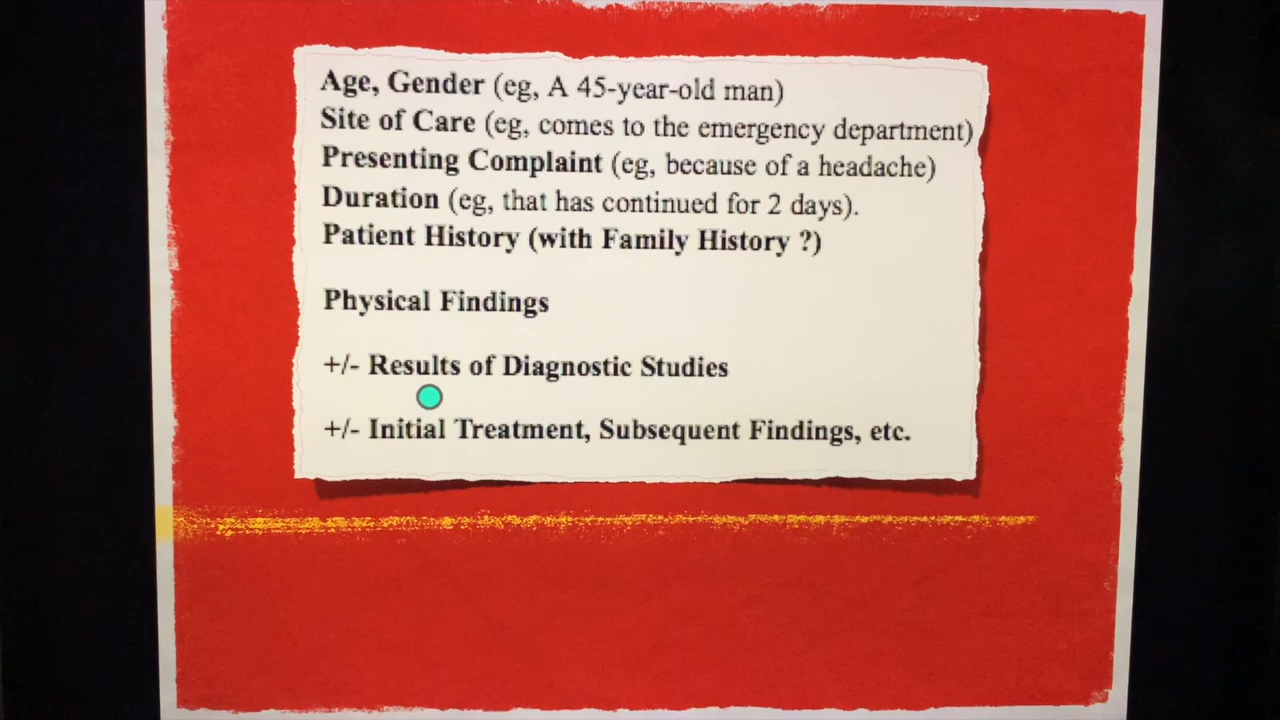 Age, Gender (eg, A 45-year-old man)
Site of Care (eg, comes to the emergency department)
Presenting Complaint (eg, because of a headache)
Duration (eg, that has continued for 2 days).
Patient History (with Family History ?)
Physical Findings
+/- Results of Diagnostic Studies
+/- Initial Treatment, Subsequent Findings, etc.